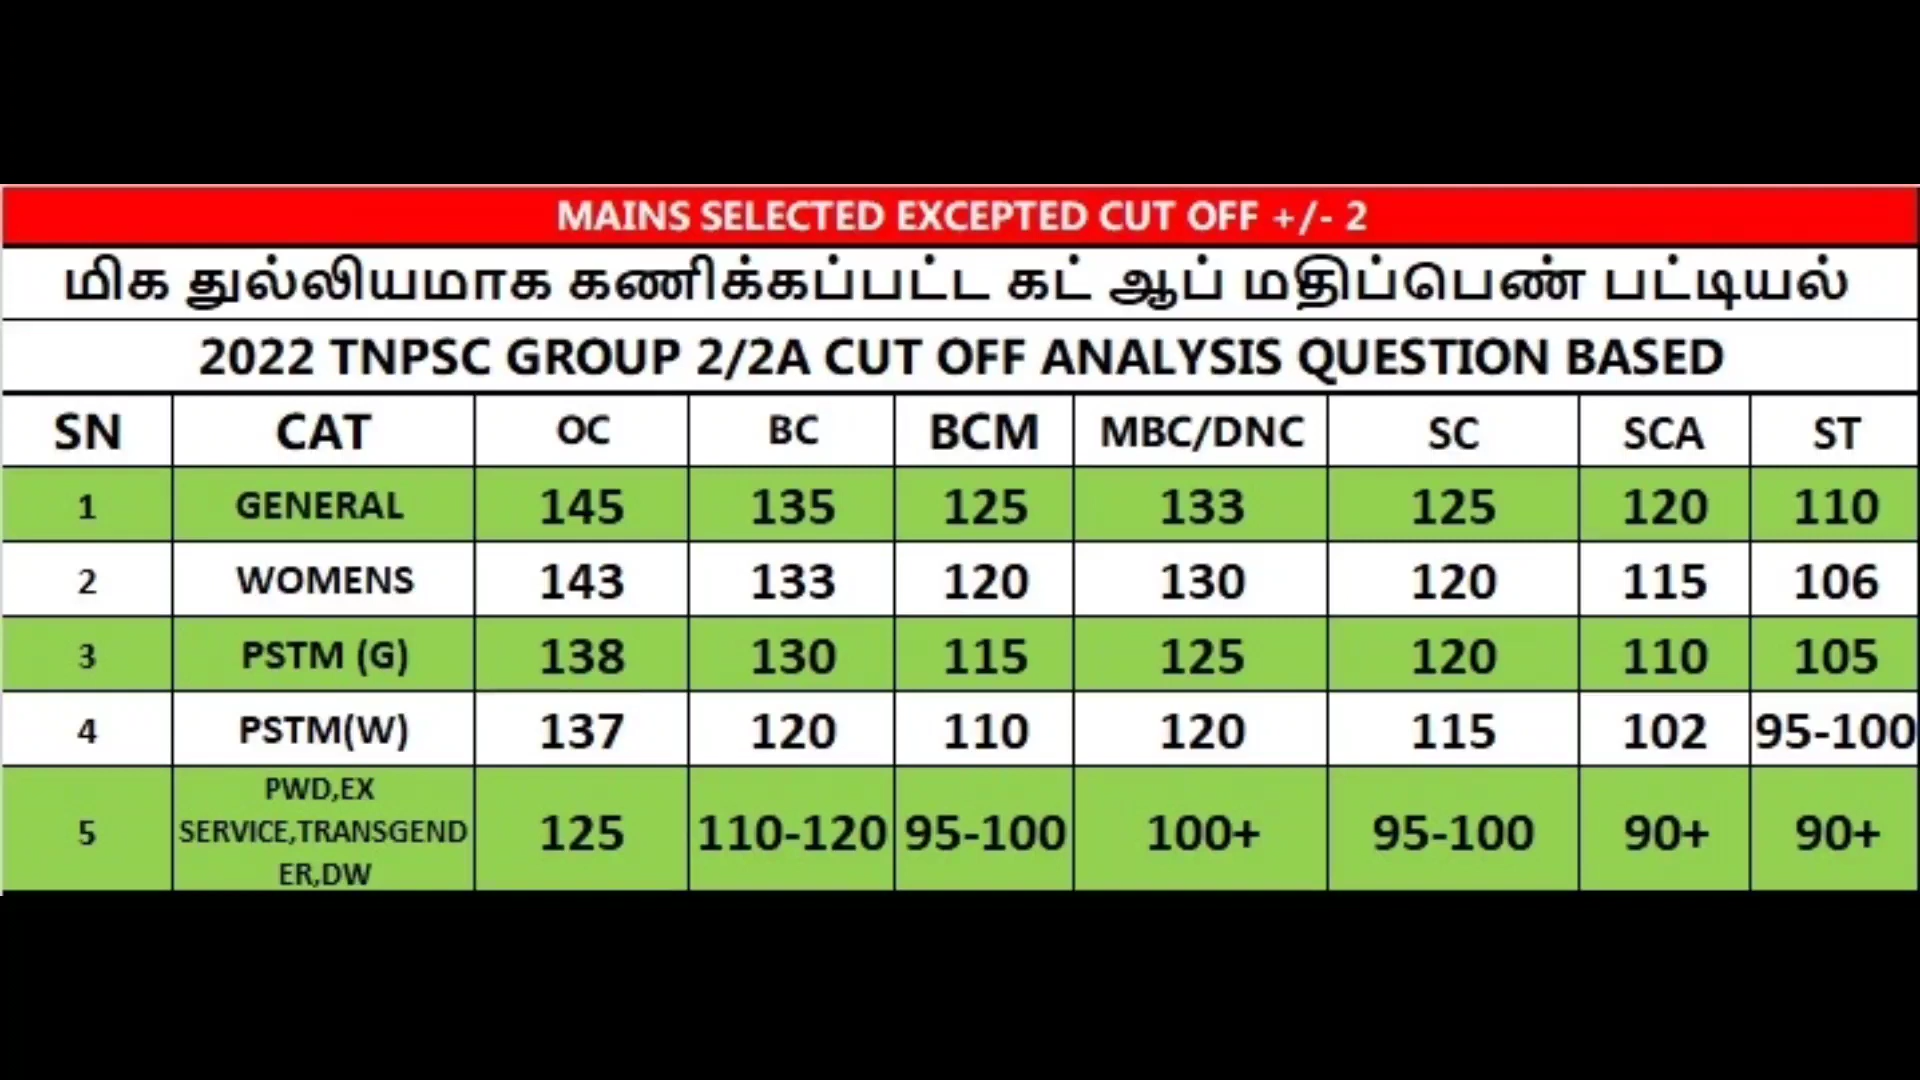 MAINS SELECTED EXCEPTED CUT OFF +/- 2
மிக துல்லியமாக கணிக்கப்பட்ட கட் ஆப் மதிப்பெண் பட்டியல்
2022 TNPSC GROUP 2/2A CUT OFF ANALYSIS QUESTION BASED
SN CAT OC BC BCM MBC/DNC SC SCA ST
1 GENERAL 145 135 125 133 125 120 110
2 WOMENS 143 133 120 130 120 115 106
3 PSTM (G) 138 130 115 125 120 110 105
4 PSTM(W) 137 120 110 120 115 102 95-100
PWD,EX
5 SERVICE,TRANSGEND 125 110-120 95-100 100+ 95-100 90+ 90+
ER,DW